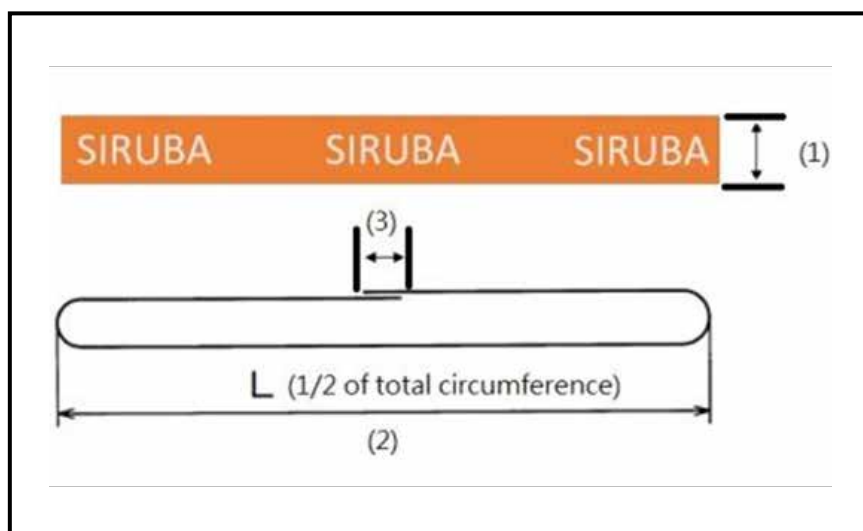 SIRUBA SIRUBA SIRUBA
(1)
(3)
L (1/2 of total circumference)
(2)